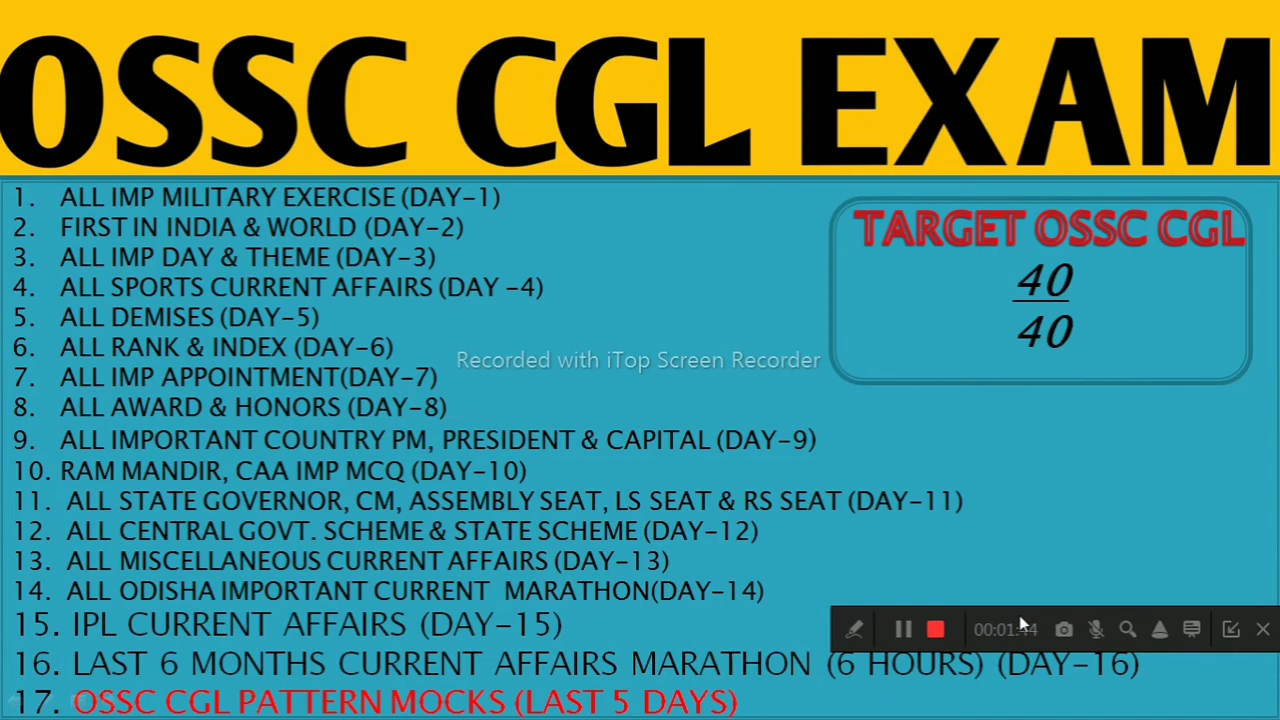 OSSC CGL EXAM
1. ALL IMP MILITARY EXERCISE (DAY-1)
2. FIRST IN INDIA & WORLD (DAY-2)
3. ALL IMP DAY & THEME (DAY-3)
4. ALL SPORTS CURRENT AFFAIRS (DAY -4)
5. ALL DEMISES (DAY-5)
6. ALL RANK & INDEX (DAY-6)
7. ALL IMP APPOINTMENT(DAY-7)
8. ALL AWARD & HONORS (DAY-8)
9. ALL IMPORTANT COUNTRY PM, PRESIDENT & CAPITAL (DAY-9)
10. RAM MANDIR, CAA IMP MCQ (DAY-10)
11. ALL STATE GOVERNOR, CM, ASSEMBLY SEAT, LS SEAT & RS SEAT (DAY-11)
12. ALL CENTRAL GOVT. SCHEME & STATE SCHEME (DAY-12)
13. ALL MISCELLANEOUS CURRENT AFFAIRS (DAY-13)
14. ALL ODISHA IMPORTANT CURRENT MARATHON(DAY-14)
15. IPL CURRENT AFFAIRS (DAY-15)
16. LAST 6 MONTHS CURRENT AFFAIRS MARATHON (6 HOURS) (DAY-16)
17. OSSC CGL PATTERN MOCKS (LAST 5 DAYS)
TARGET OSSC CGL
40
40
Recorded with iTop Screen Recorder